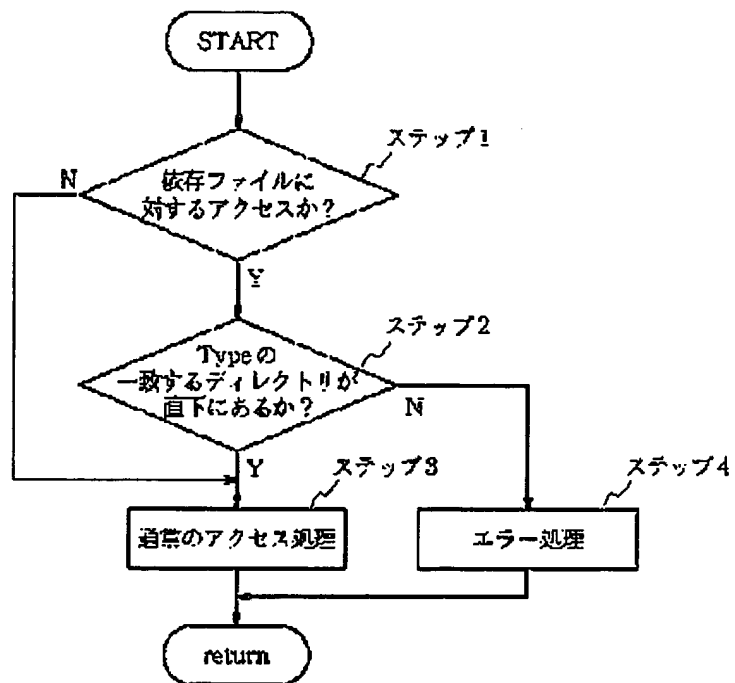 START
ステップ1
N
依存ファイルに
対するアクセスか?
Y
ステップ2
Typeの
一致するディレクトリが
直下にあるか?
N
Y
ステップ3
ステップ4
通常のアクセス処理
エラー処理
return